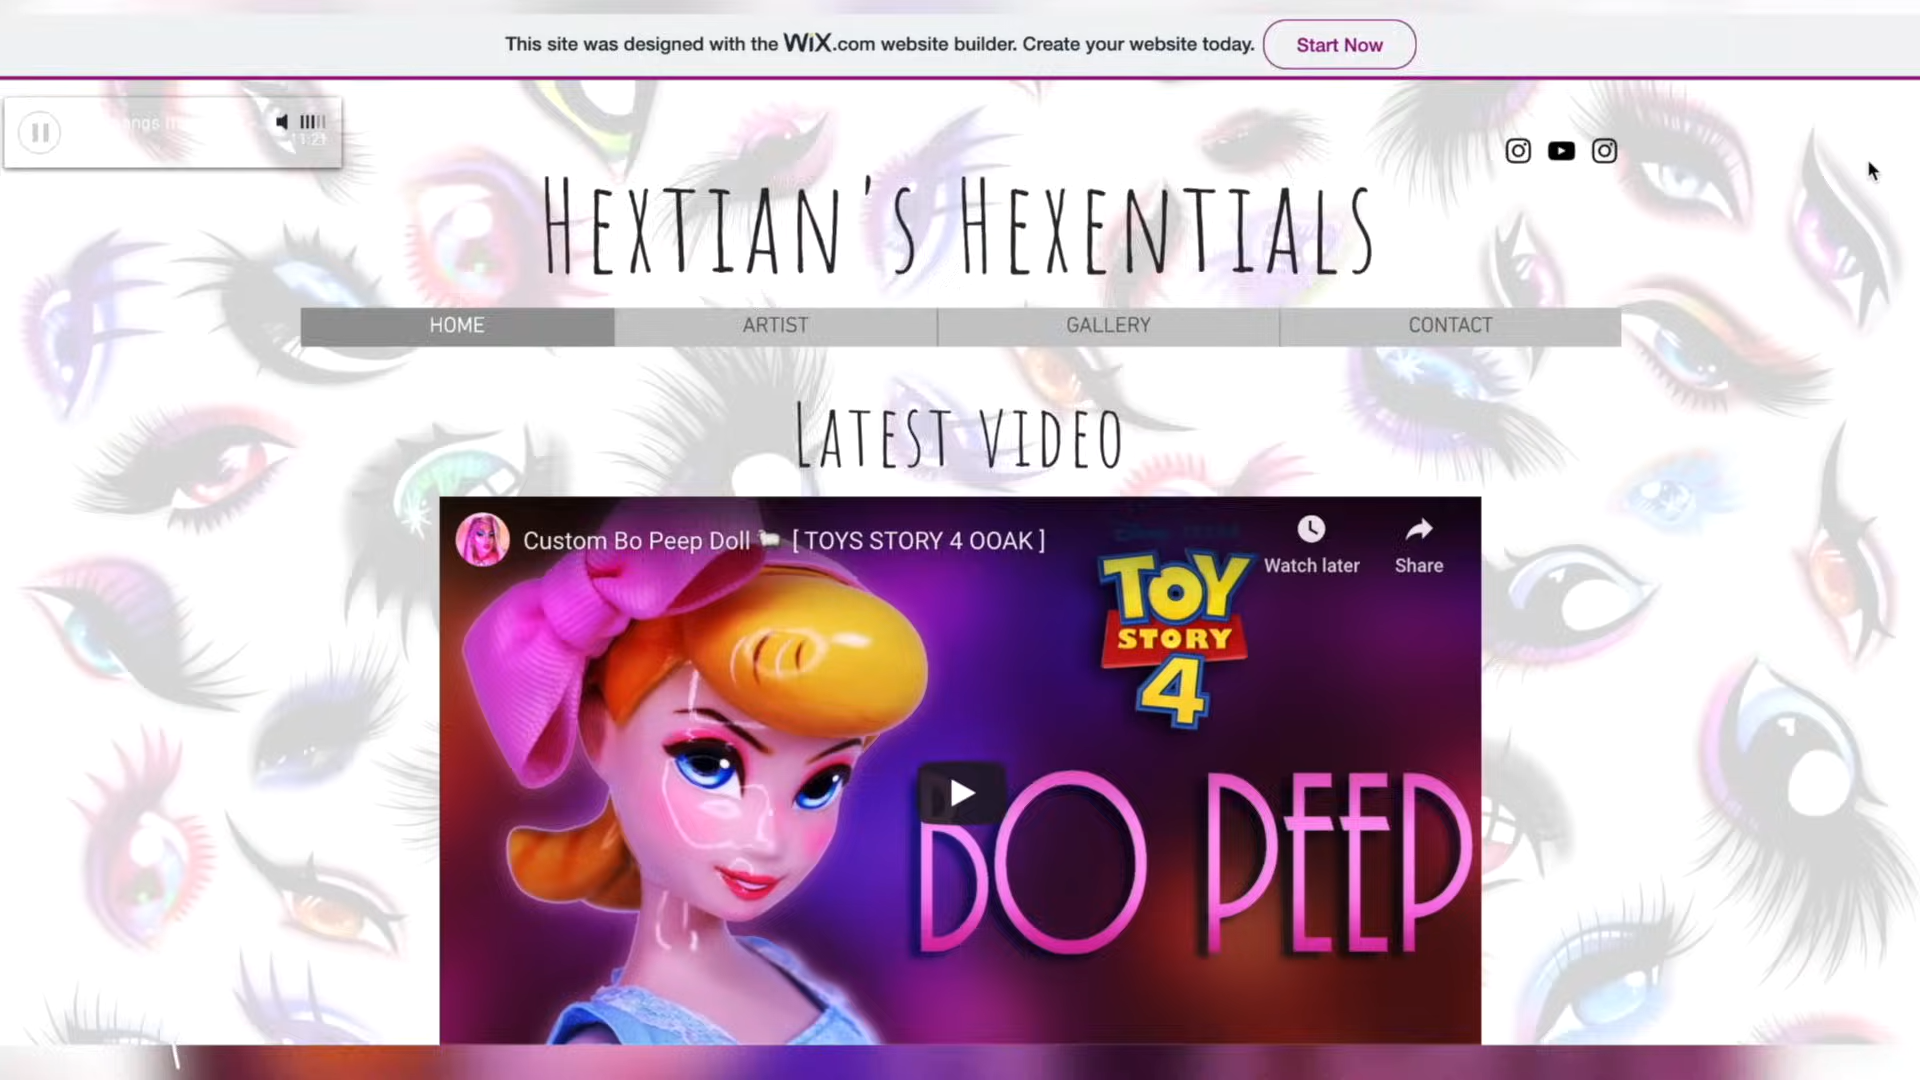 This site was designed with the WiX.com website builder. Create your website today.
Start Now
11:21
HEXTIAN'S HEXENTIALS
HOME
ARTIST
GALLERY
CONTACT
LATEST VIDEO
Custom Bo Peep Doll 🐑 [ TOYS STORY 4 OOAK ]
Watch later
Share
TOY
STORY
4
BO PEEP